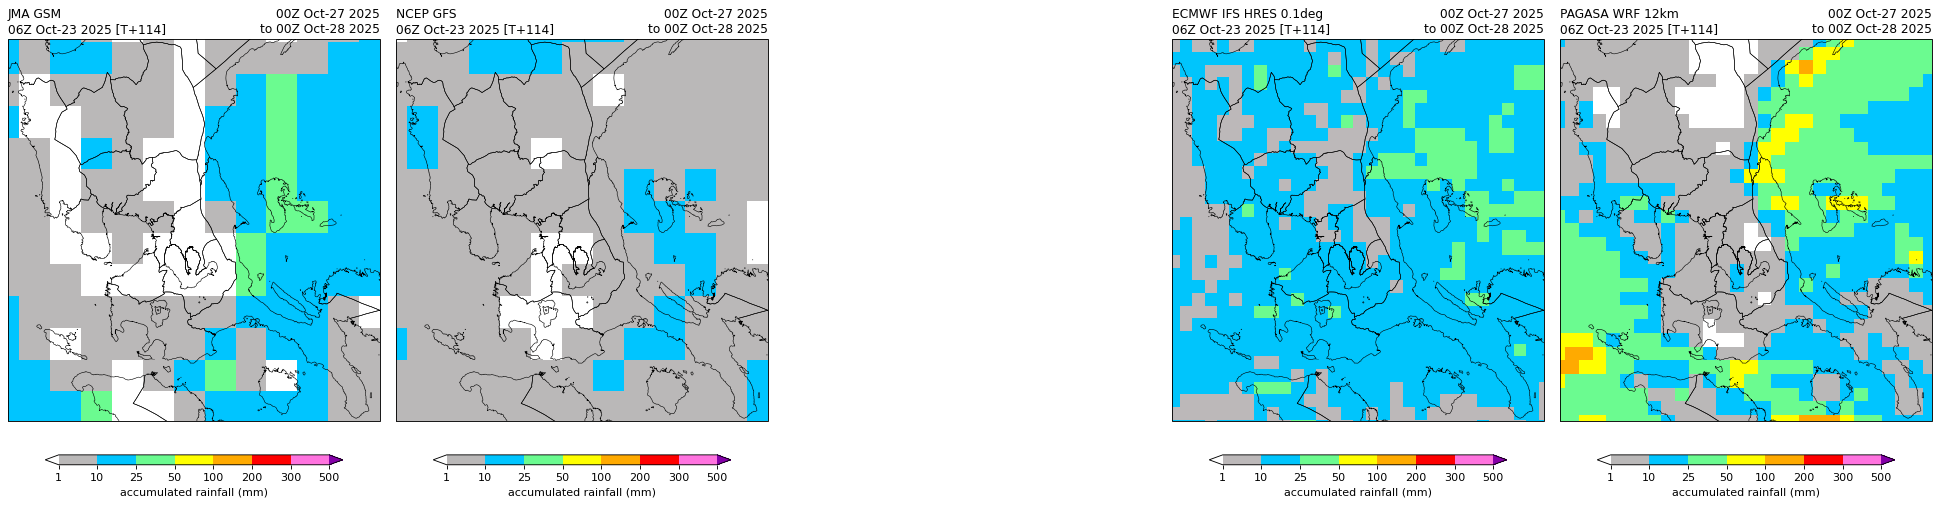 JMA GSM 00Z Oct-27 2025
06Z Oct-23 2025 [T+114] to 00Z Oct-28 2025
1 10 25 50 100 200 300 500
accumulated rainfall (mm)
NCEP GFS 00Z Oct-27 2025
06Z Oct-23 2025 [T+114] to 00Z Oct-28 2025
1 10 25 50 100 200 300 500
accumulated rainfall (mm)
ECMWF IFS HRES 0.1deg 00Z Oct-27 2025
06Z Oct-23 2025 [T+114] to 00Z Oct-28 2025
1 10 25 50 100 200 300 500
accumulated rainfall (mm)
PAGASA WRF 12km 00Z Oct-27 2025
06Z Oct-23 2025 [T+114] to 00Z Oct-28 2025
1 10 25 50 100 200 300 500
accumulated rainfall (mm)